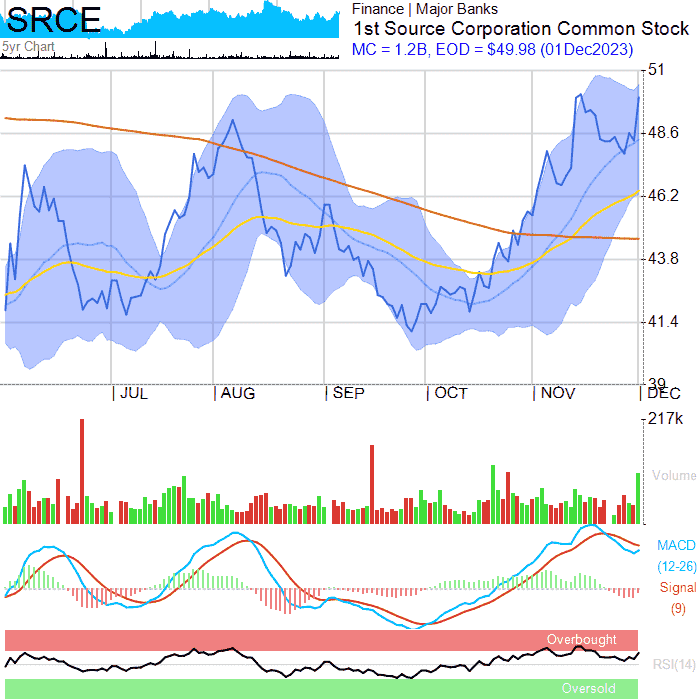 SRCE
5yr Chart
Finance | Major Banks
1st Source Corporation Common Stock
MC = 1.2B, EOD = $49.98 (01Dec2023)
51
48.6
46.2
43.8
41.4
39
JUL AUG SEP OCT NOV DEC
217k
Volume
MACD
(12-26)
Signal
(9)
Overbought
RSI(14)
Oversold